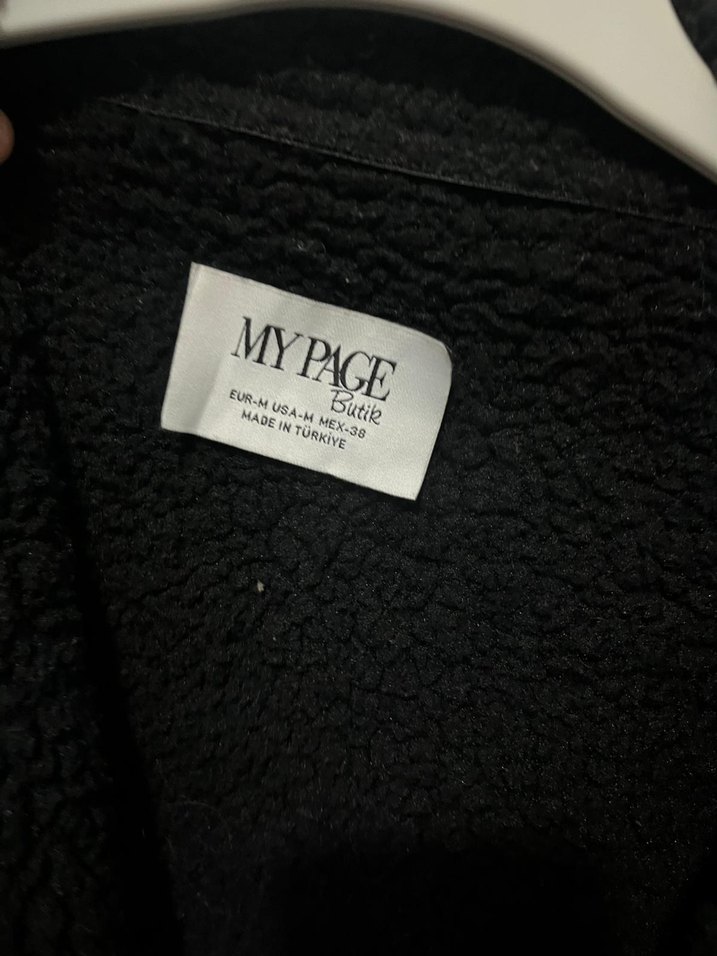 MY PAGE
Butik
EUR-M USA-M MEX-38
MADE IN TÜRKİYE